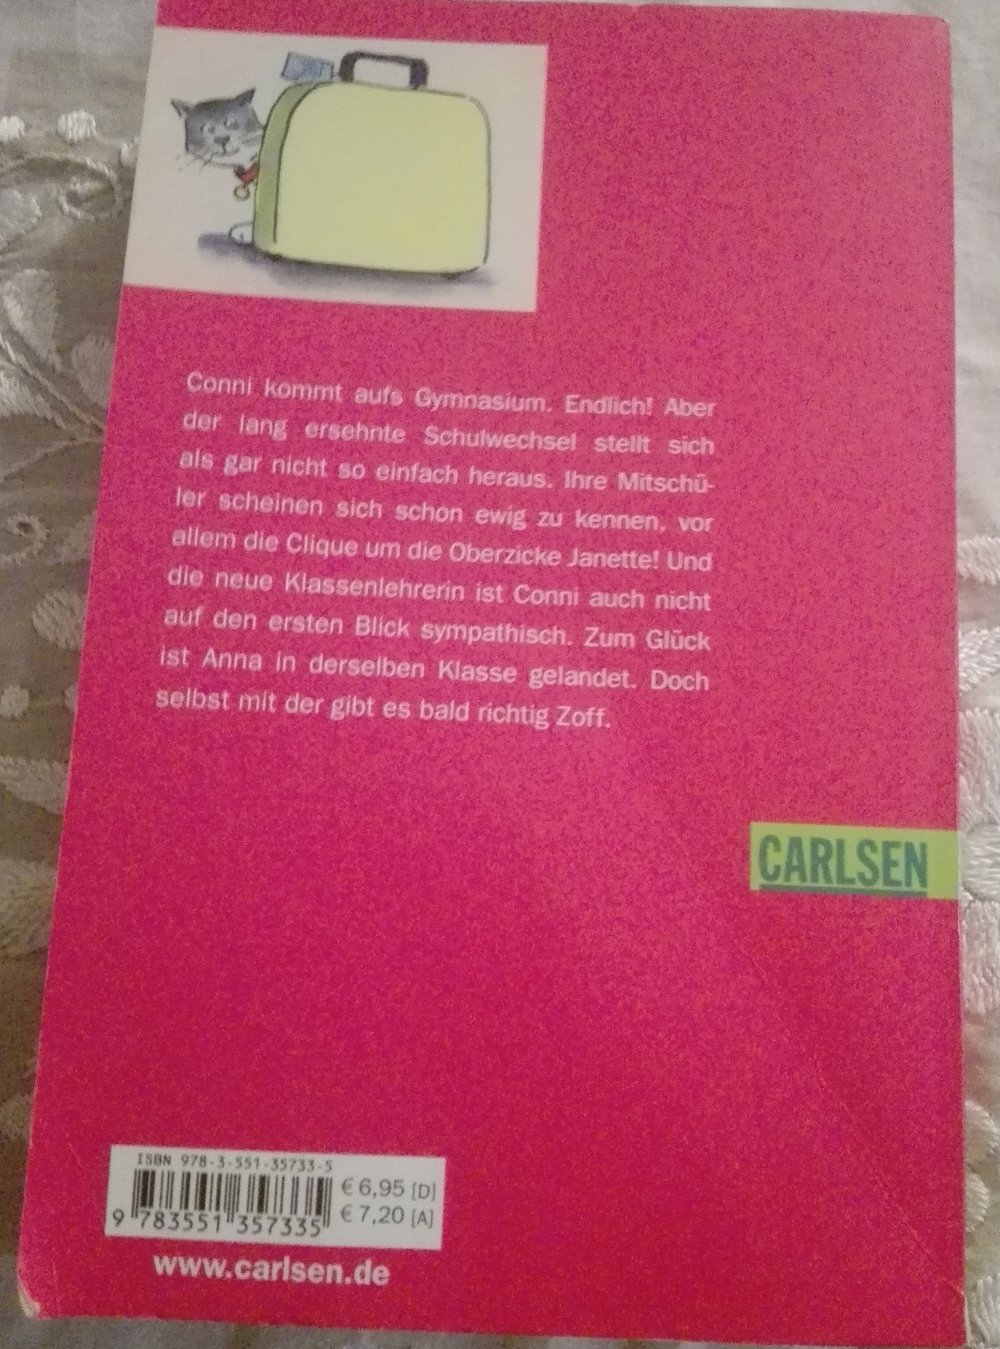 Conni kommt aufs Gymnasium. Endlich! Aber
der lang ersehnte Schulwechsel stellt sich
als gar nicht so einfach heraus. Ihre Mitschü-
ler scheinen sich schon ewig zu kennen, vor
allem die Clique um die Oberzicke Janette! Und
die neue Klassenlehrerin ist Conni auch nicht
auf den ersten Blick sympathisch. Zum Glück
ist Anna in derselben Klasse gelandet. Doch
selbst mit der gibt es bald richtig Zoff.
CARLSEN
ISBN 978-3-551-35733-5
€ 6,95 [D]
€ 7,20 [A]
9 783551 357335
www.carlsen.de